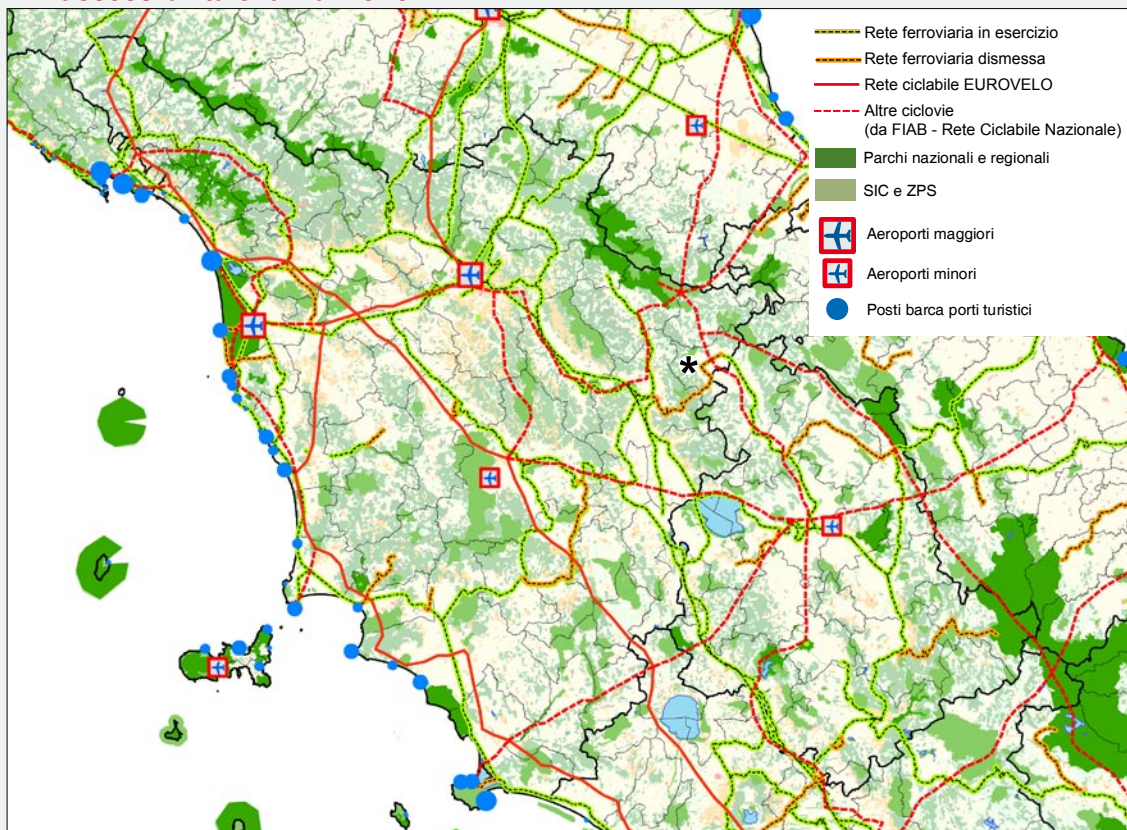 Rete ferroviaria in esercizio
Rete ferroviaria dismessa
Rete ciclabile EUROVELO
Altre ciclovie
(da FIAB - Rete Ciclabile Nazionale)
Parchi nazionali e regionali
SIC e ZPS
Aeroporti maggiori
Aeroporti minori
Posti barca porti turistici
*